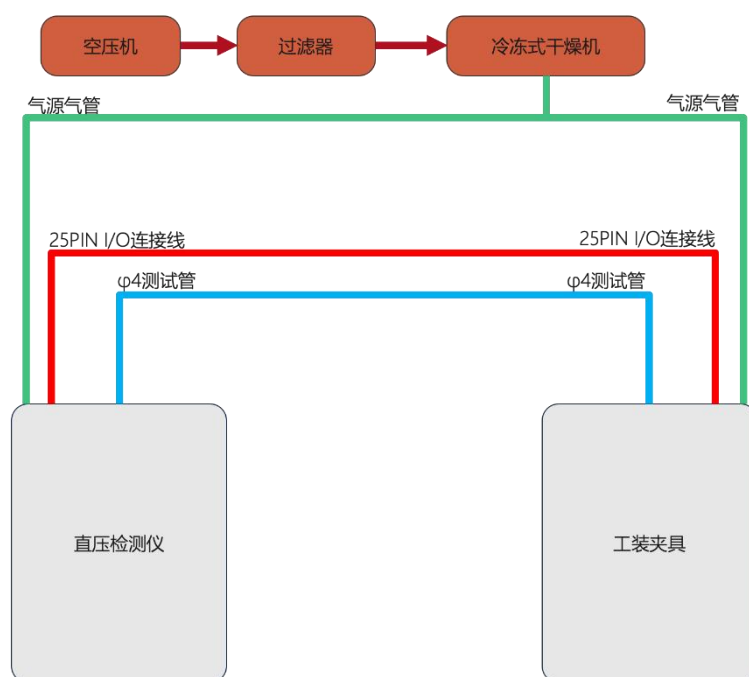 空压机
过滤器
冷冻式干燥机
气源气管
气源气管
25PIN I/O连接线
25PIN I/O连接线
φ4测试管
φ4测试管
直压检测仪
工装夹具